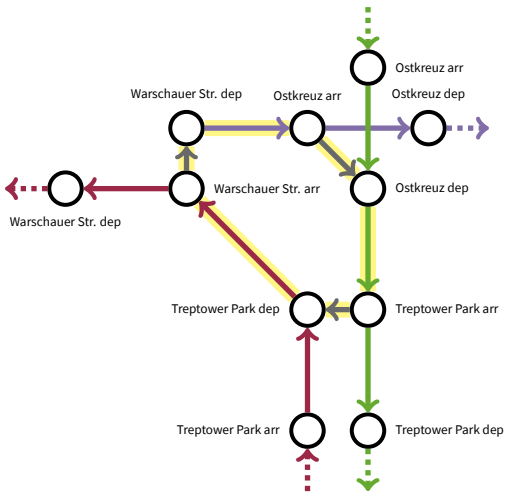 Ostkreuz arr
Warschauer Str. dep
Ostkreuz arr
Ostkreuz dep
Warschauer Str. arr
Ostkreuz dep
Warschauer Str. dep
Treptower Park dep
Treptower Park arr
Treptower Park arr
Treptower Park dep